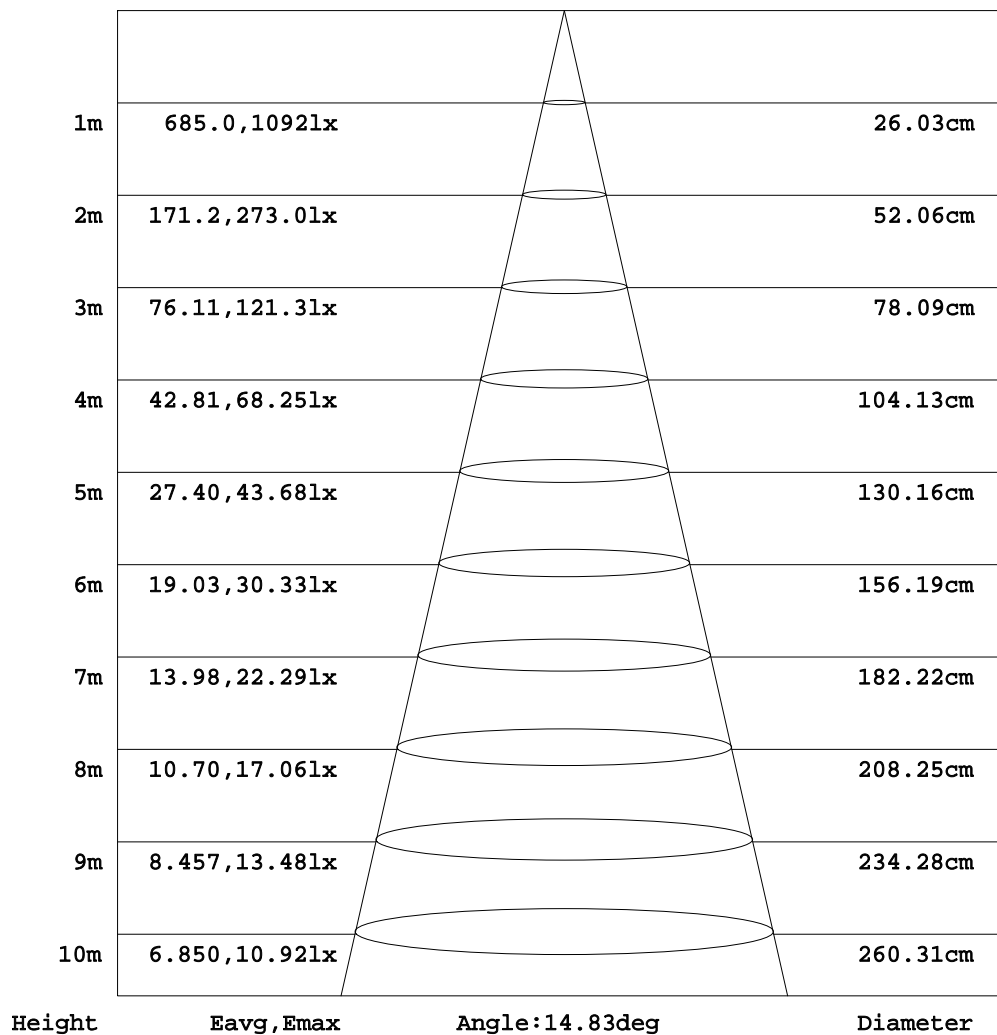 1m 685.0,1092lx 26.03cm
2m 171.2,273.0lx 52.06cm
3m 76.11,121.3lx 78.09cm
4m 42.81,68.25lx 104.13cm
5m 27.40,43.68lx 130.16cm
6m 19.03,30.33lx 156.19cm
7m 13.98,22.29lx 182.22cm
8m 10.70,17.06lx 208.25cm
9m 8.457,13.48lx 234.28cm
10m 6.850,10.92lx 260.31cm
Height Eavg,Emax Angle:14.83deg Diameter